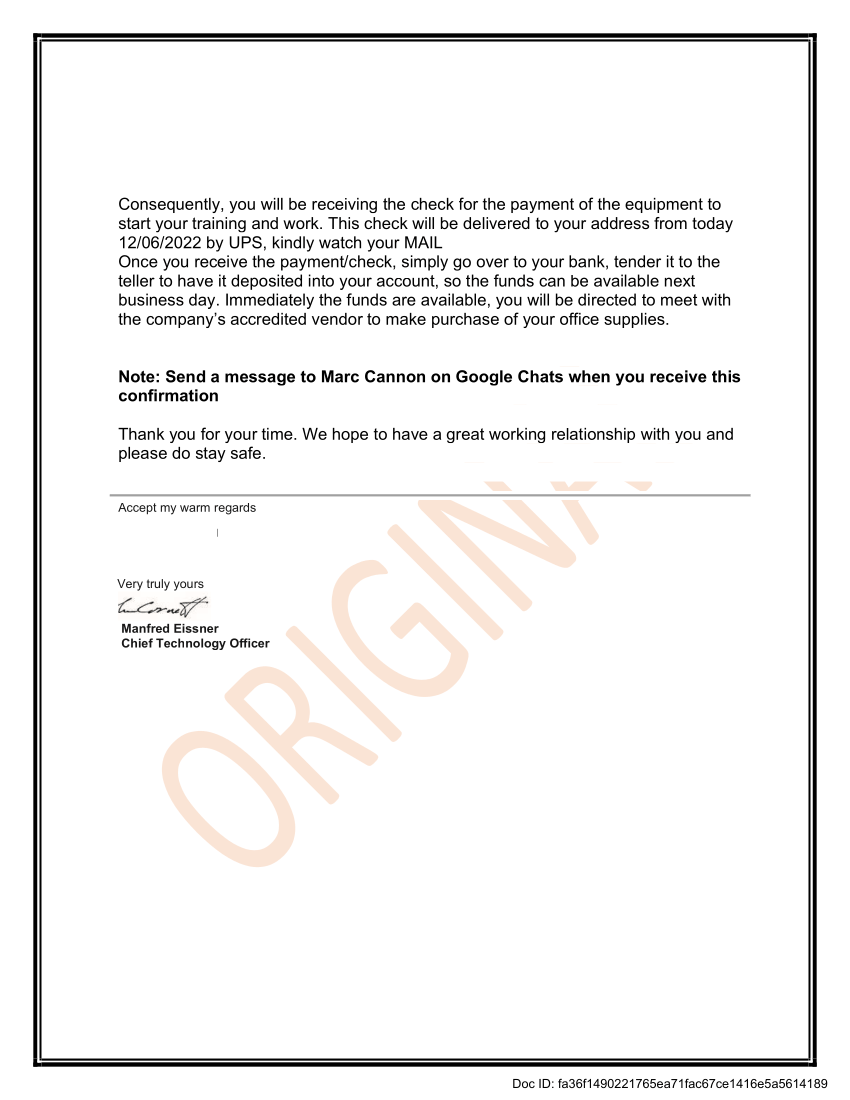 Consequently, you will be receiving the check for the payment of the equipment to
start your training and work. This check will be delivered to your address from today
12/06/2022 by UPS, kindly watch your MAIL
Once you receive the payment/check, simply go over to your bank, tender it to the
teller to have it deposited into your account, so the funds can be available next
business day. Immediately the funds are available, you will be directed to meet with
the company’s accredited vendor to make purchase of your office supplies.
Note: Send a message to Marc Cannon on Google Chats when you receive this
confirmation
Thank you for your time. We hope to have a great working relationship with you and
please do stay safe.
Accept my warm regards
Very truly yours
Manfred Eissner
Chief Technology Officer
ORIGINA
Doc ID: fa36f1490221765ea71fac67ce1416e5a5614189